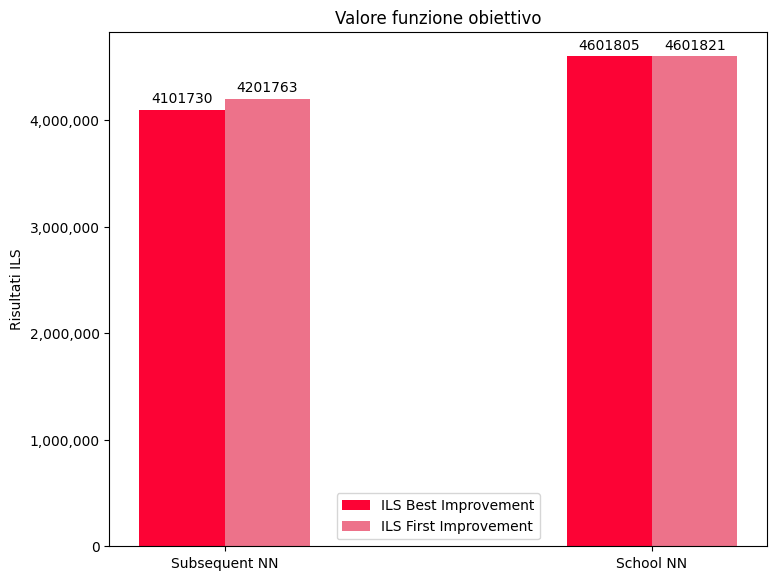 Valore funzione obiettivo
4601805 4601821
4101730 4201763
4,000,000
3,000,000
Risultati ILS
2,000,000
1,000,000
ILS Best Improvement
ILS First Improvement
0
Subsequent NN School NN